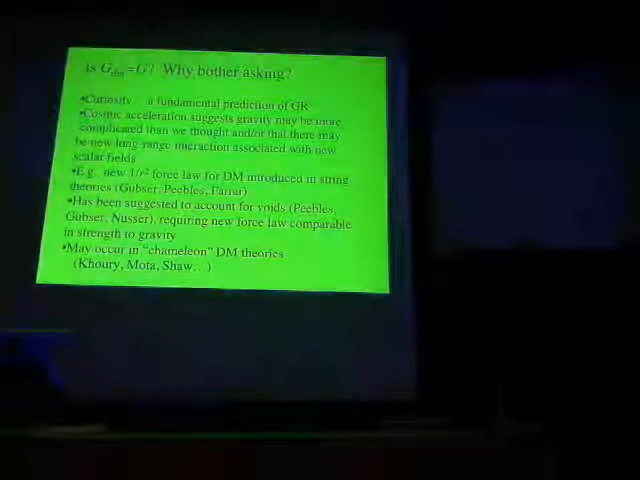 Is G_dm=G? Why bother asking?
•Curiosity a fundamental prediction of GR
•Cosmic acceleration suggests gravity may be more
complicated than we thought and/or that there may
be new long range interaction associated with new
scalar fields
•E.g. new 1/r² force law for DM introduced in string
theories (Gubser, Peebles, Farrar)
•Has been suggested to account for voids (Peebles,
Gubser, Nusser), requiring new force law comparable
in strength to gravity
•May occur in “chameleon” DM theories
(Khoury, Mota, Shaw…)